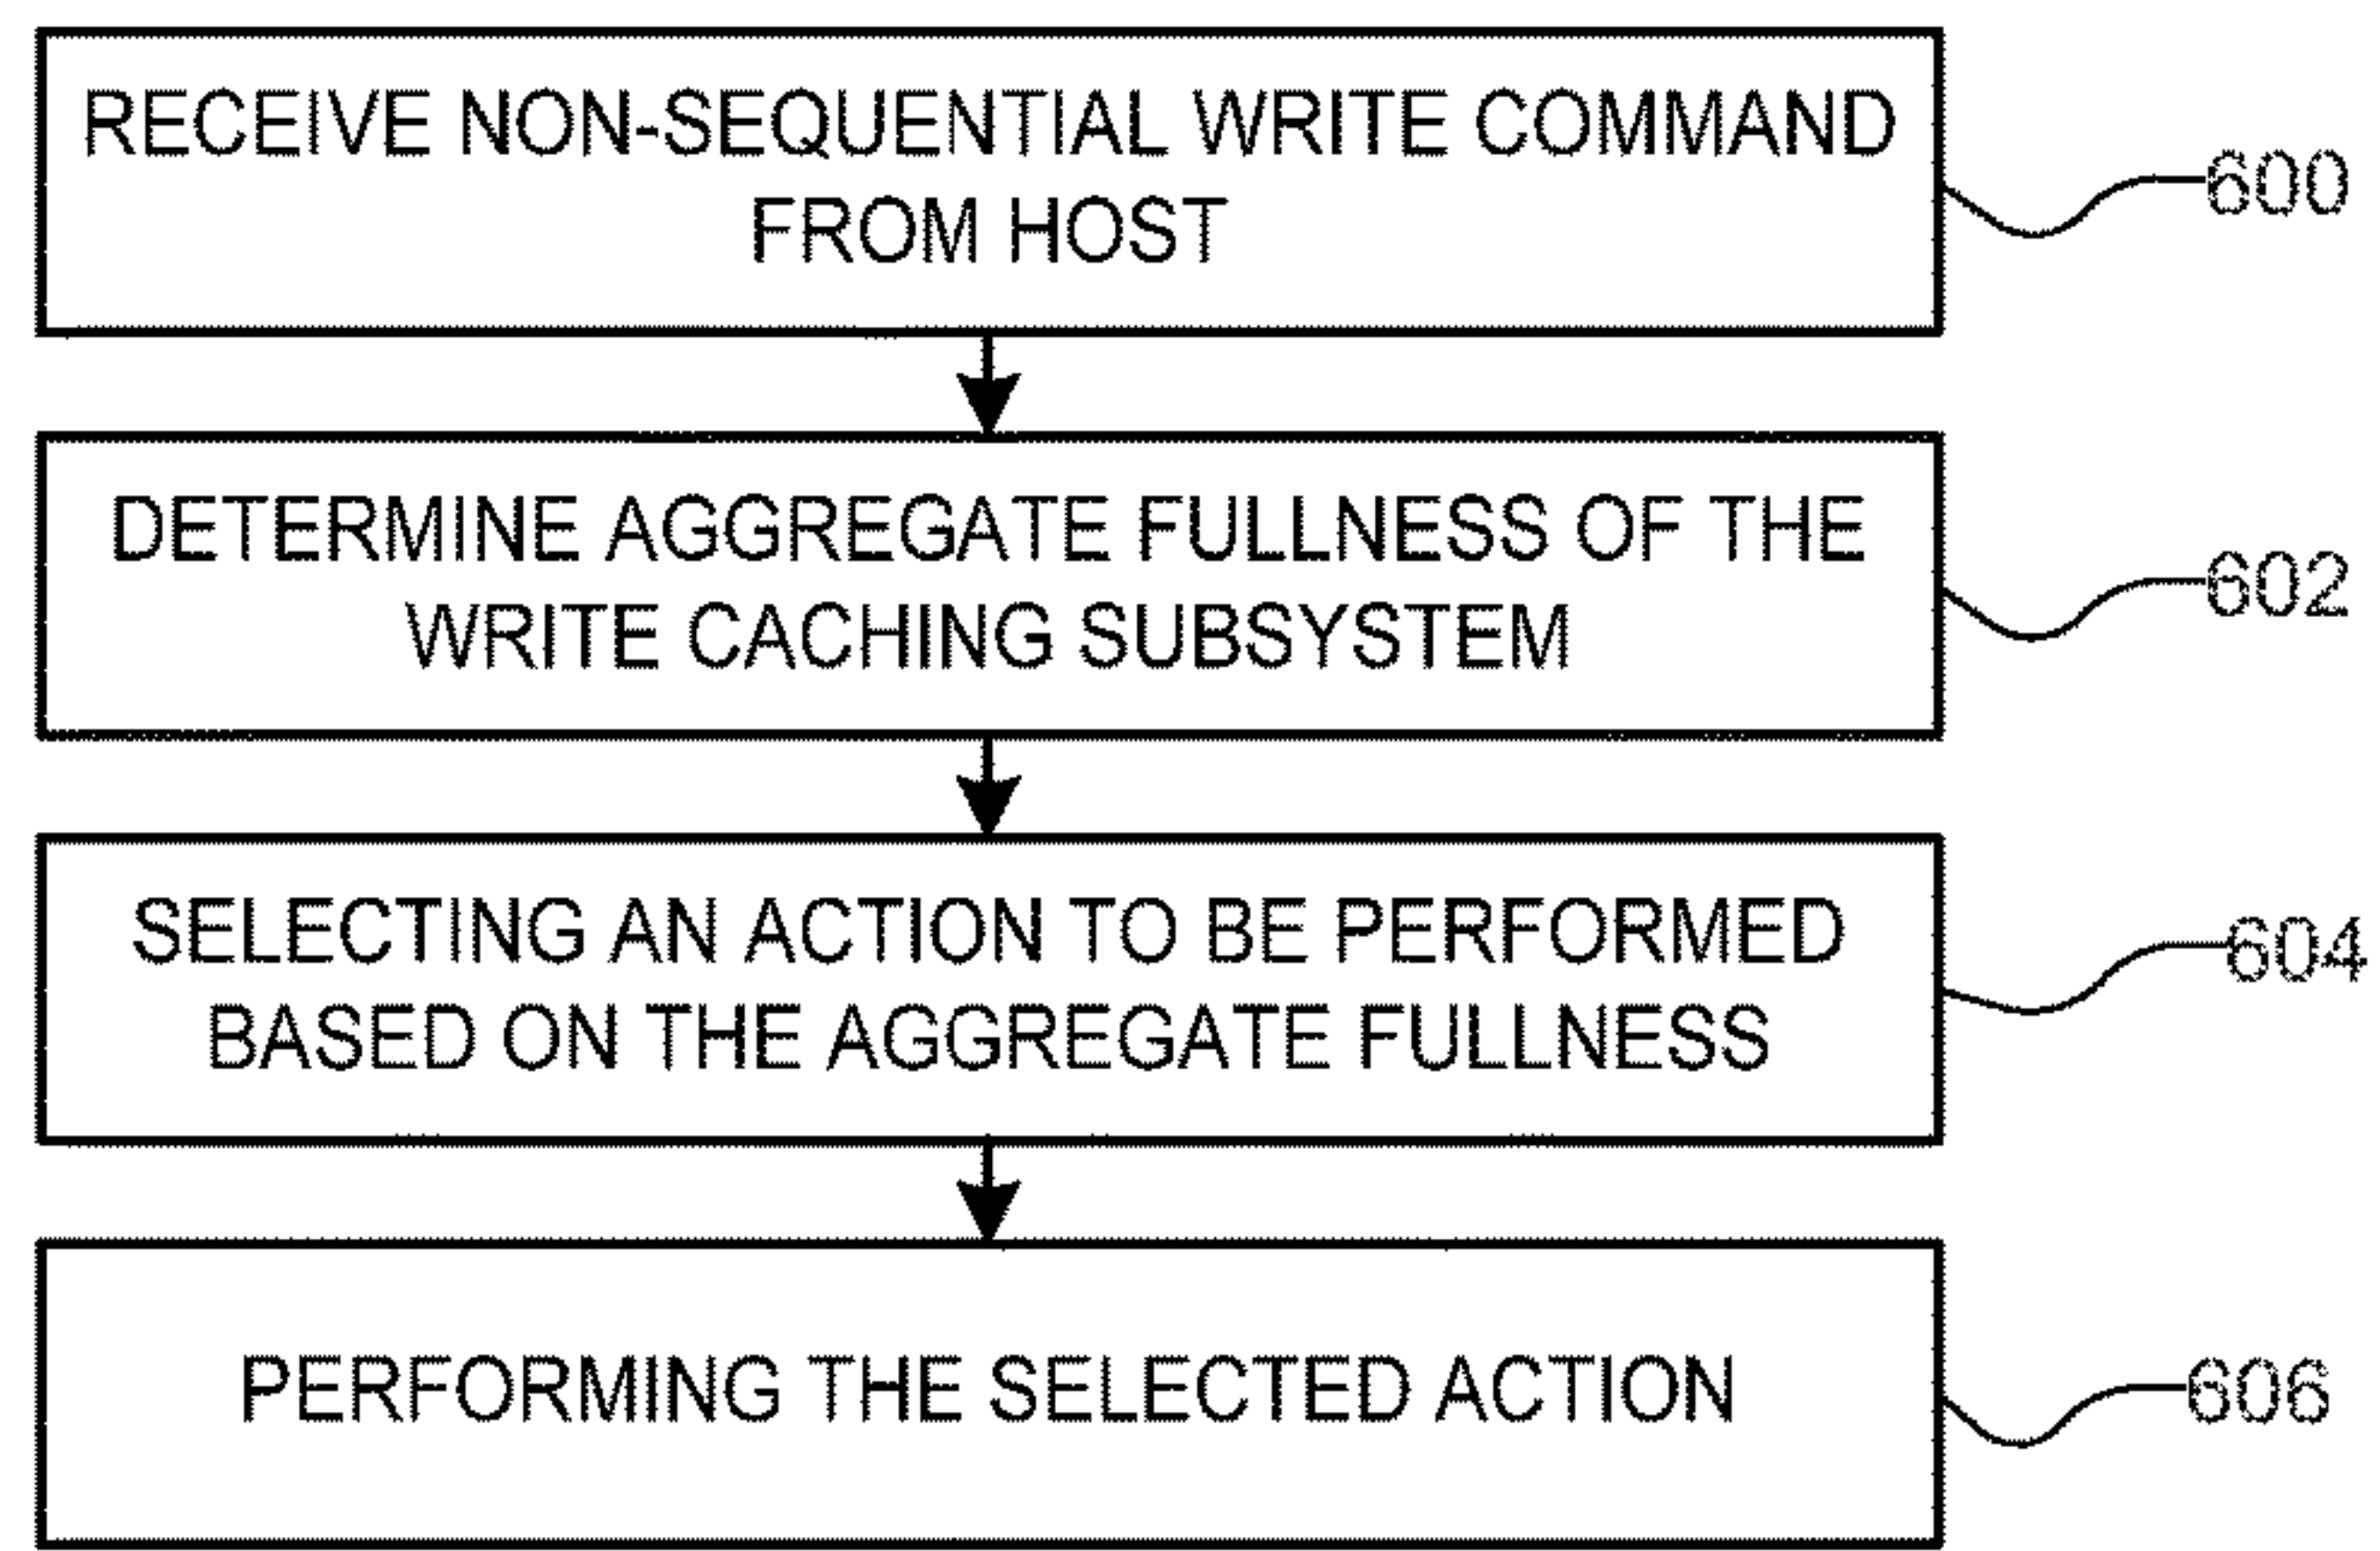 RECEIVE NON-SEQUENTIAL WRITE COMMAND
FROM HOST
600
DETERMINE AGGREGATE FULLNESS OF THE
WRITE CACHING SUBSYSTEM
602
SELECTING AN ACTION TO BE PERFORMED
BASED ON THE AGGREGATE FULLNESS
604
PERFORMING THE SELECTED ACTION
606